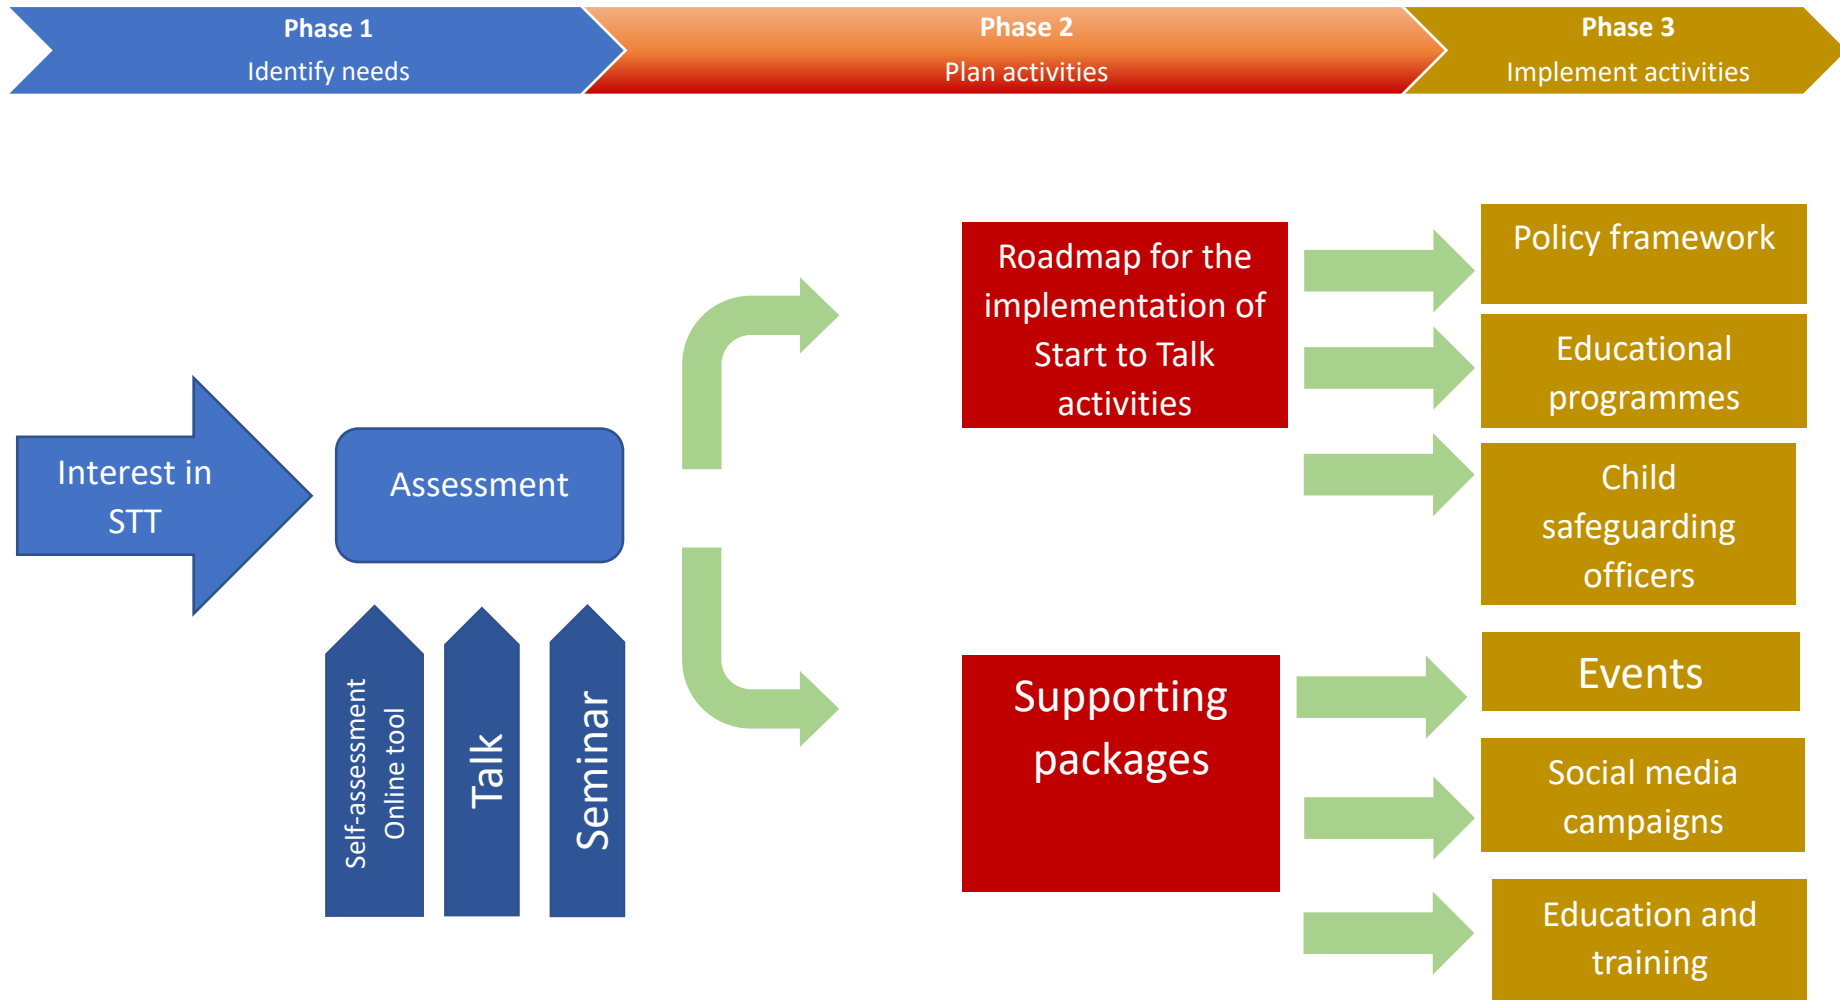 Phase 1
Identify needs
Phase 2
Plan activities
Phase 3
Implement activities
Interest in
STT
Assessment
Self-assessment
Online tool
Talk
Seminar
Roadmap for the
implementation of
Start to Talk
activities
Supporting
packages
Policy framework
Educational
programmes
Child
safeguarding
officers
Events
Social media
campaigns
Education and
training